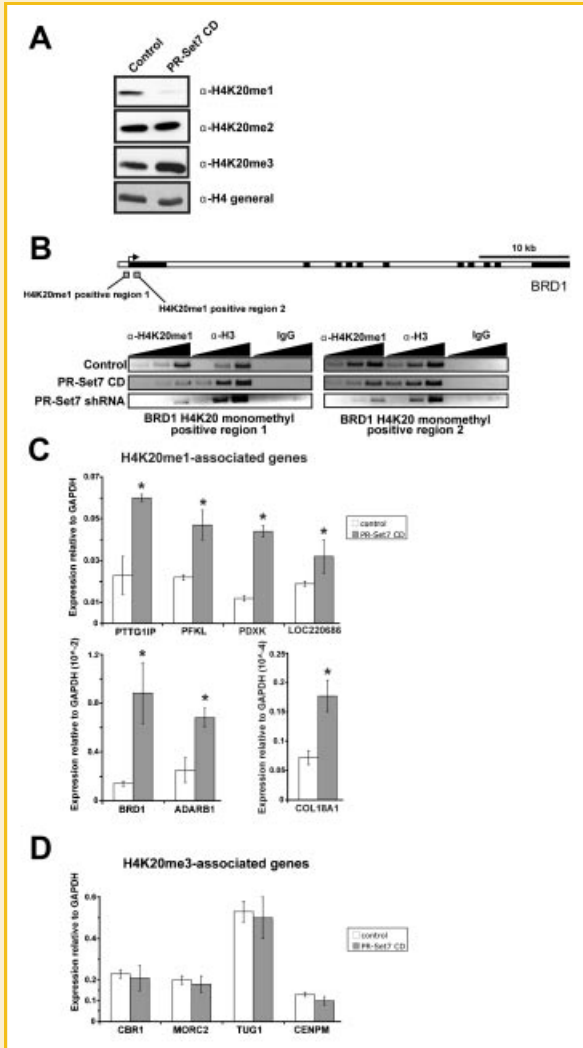 A
Control
PR-Set7 CD
α-H4K20me1
α-H4K20me2
α-H4K20me3
α-H4 general
B
10 kb
BRD1
H4K20me1 positive region 1
H4K20me1 positive region 2
α-H4K20me1 α-H3 IgG α-H4K20me1 α-H3 IgG
Control
PR-Set7 CD
PR-Set7 shRNA
BRD1 H4K20 monomethyl positive region 1
BRD1 H4K20 monomethyl positive region 2
C
H4K20me1-associated genes
Expression relative to GAPDH
0.07
0.05
0.03
0.01
* * * *
control
PR-Set7 CD
PTTG1IP PFKL PDXK LOC220686
Expression relative to GAPDH (10^-2)
1.2
0.8
0.4
0
* *
BRD1 ADARB1
Expression relative to GAPDH (10^-4)
0.2
0.15
0.1
0.05
0
*
COL18A1
D
H4K20me3-associated genes
Expression relative to GAPDH
0.2
0.1
0
control
PR-Set7 CD
CBR1 MORC2 TUG1 CENPM